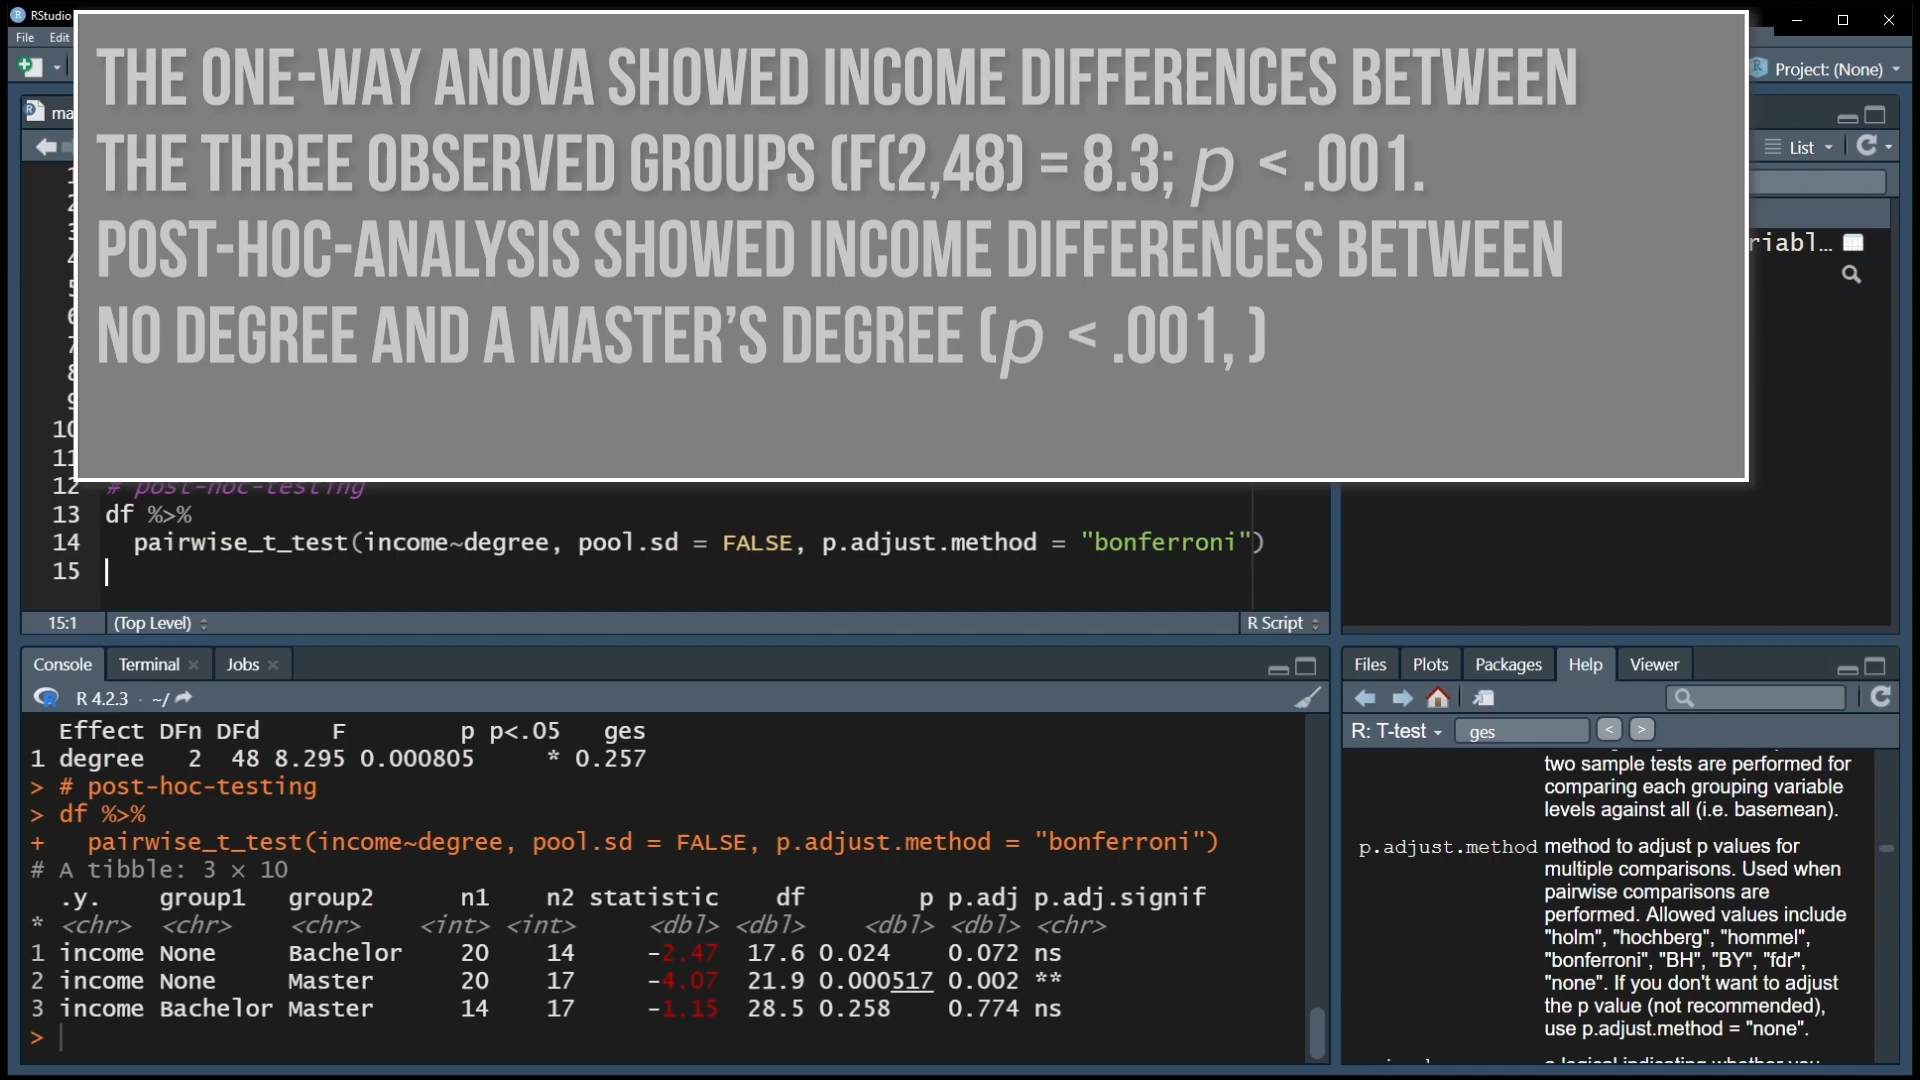 RStudio
File Edit
THE ONE-WAY ANOVA SHOWED INCOME DIFFERENCES BETWEEN
THE THREE OBSERVED GROUPS (F(2,48) = 8.3; p < .001.
POST-HOC-ANALYSIS SHOWED INCOME DIFFERENCES BETWEEN
NO DEGREE AND A MASTER'S DEGREE (p < .001, )
Project: (None)
List
riabl…
10
11
12 # post-hoc-testing
13 df %>%
14 pairwise_t_test(income~degree, pool.sd = FALSE, p.adjust.method = "bonferroni")
15
15:1 (Top Level) R Script
Console Terminal Jobs
R 4.2.3 · ~/
Effect DFn DFd F p p<.05 ges
1 degree 2 48 8.295 0.000805 * 0.257
> # post-hoc-testing
> df %>%
+ pairwise_t_test(income~degree, pool.sd = FALSE, p.adjust.method = "bonferroni")
# A tibble: 3 × 10
.y. group1 group2 n1 n2 statistic df p p.adj p.adj.signif
* <chr> <chr> <chr> <int> <int> <dbl> <dbl> <dbl> <dbl> <chr>
1 income None Bachelor 20 14 -2.47 17.6 0.024 0.072 ns
2 income None Master 20 17 -4.07 21.9 0.000517 0.002 **
3 income Bachelor Master 14 17 -1.15 28.5 0.258 0.774 ns
>
Files Plots Packages Help Viewer
R: T-test ges < >
two sample tests are performed for
comparing each grouping variable
levels against all (i.e. basemean).
p.adjust.method method to adjust p values for
multiple comparisons. Used when
pairwise comparisons are
performed. Allowed values include
"holm", "hochberg", "hommel",
"bonferroni", "BH", "BY", "fdr",
"none". If you don't want to adjust
the p value (not recommended),
use p.adjust.method = "none".